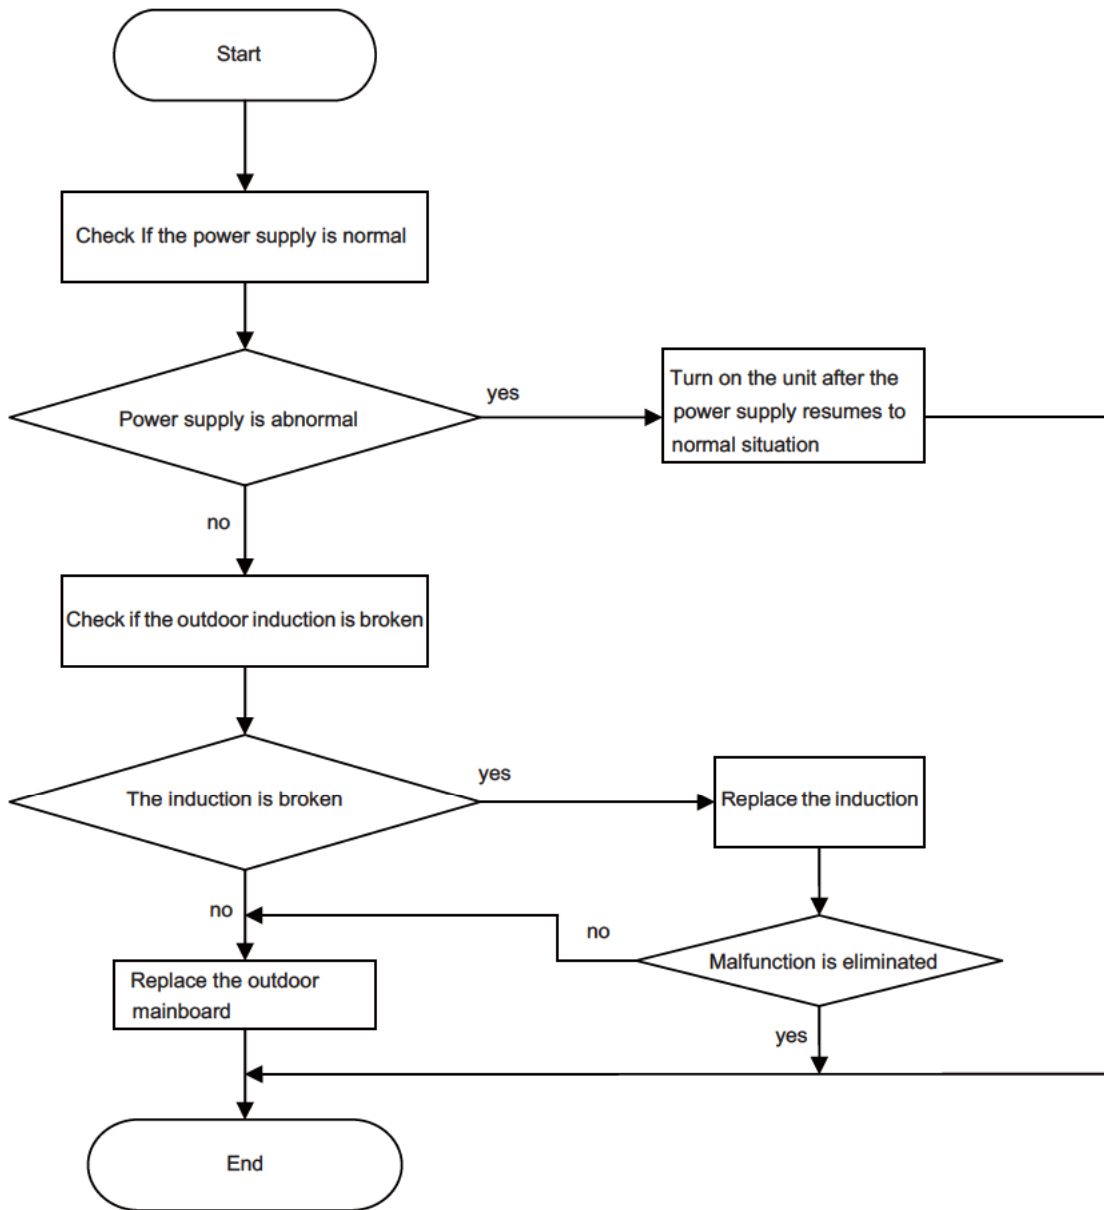 Start
Check If the power supply is normal
Power supply is abnormal
yes
Turn on the unit after the
power supply resumes to
normal situation
no
Check if the outdoor induction is broken
The induction is broken
yes
Replace the induction
no
no
Malfunction is eliminated
Replace the outdoor
mainboard
yes
End